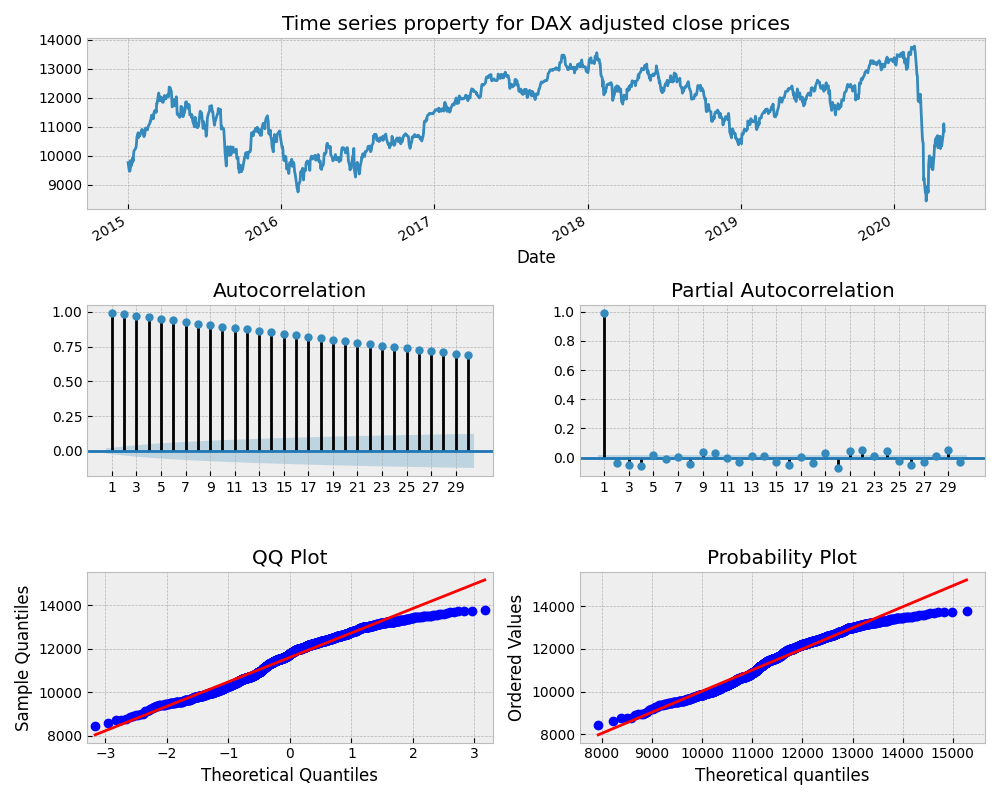 Time series property for DAX adjusted close prices
14000
13000
12000
11000
10000
9000
2015 2016 2017 2018 2019 2020
Date
Autocorrelation
1.00
0.75
0.50
0.25
0.00
1 3 5 7 9 11 13 15 17 19 21 23 25 27 29
Partial Autocorrelation
1.0
0.8
0.6
0.4
0.2
0.0
1 3 5 7 9 11 13 15 17 19 21 23 25 27 29
QQ Plot
Sample Quantiles
14000
12000
10000
8000
−3 −2 −1 0 1 2 3
Theoretical Quantiles
Probability Plot
Ordered Values
14000
12000
10000
8000
8000 9000 10000 11000 12000 13000 14000 15000
Theoretical quantiles